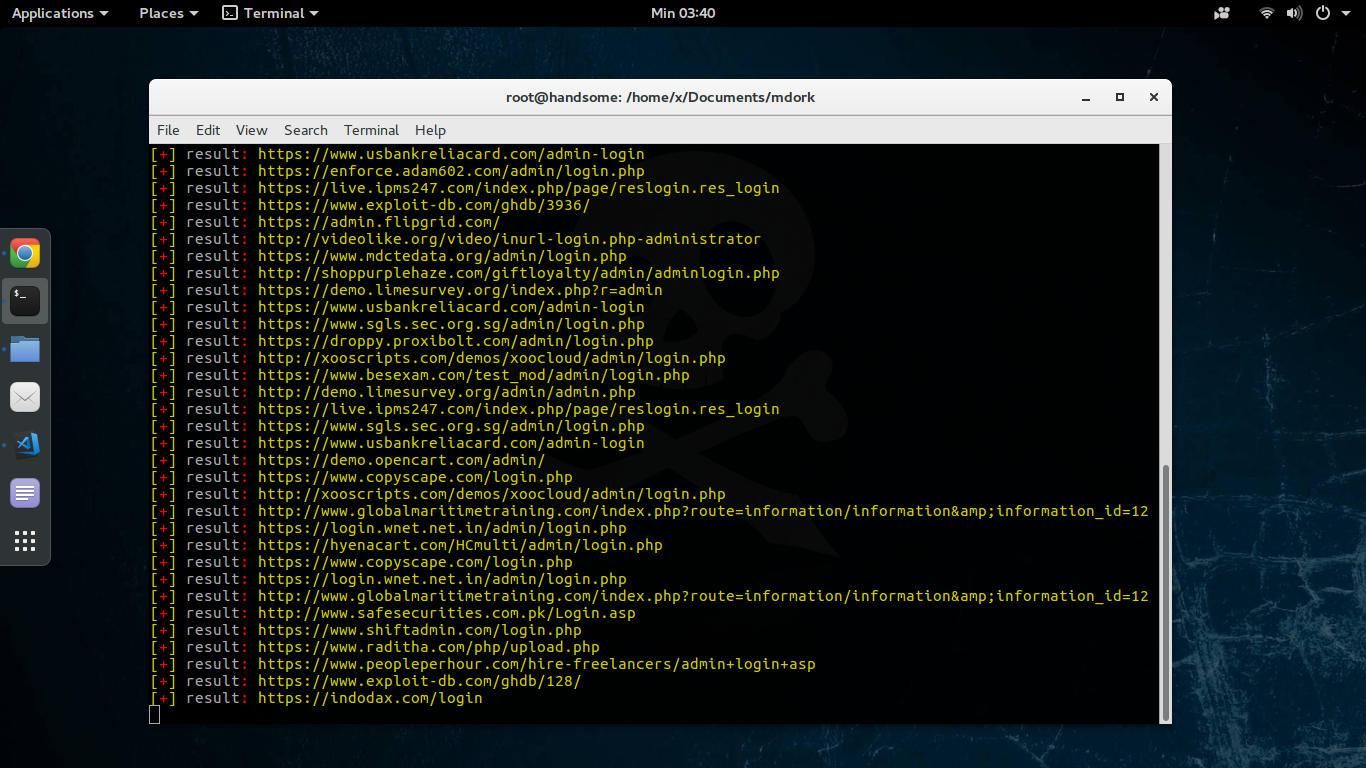 Applications Places Terminal Min 03:40
root@handsome: /home/x/Documents/mdork
File Edit View Search Terminal Help
[+] result: https://www.usbankreliacard.com/admin-login
[+] result: https://enforce.adam602.com/admin/login.php
[+] result: https://live.ipms247.com/index.php/page/reslogin.res_login
[+] result: https://www.exploit-db.com/ghdb/3936/
[+] result: https://admin.flipgrid.com/
[+] result: http://videolike.org/video/inurl-login.php-administrator
[+] result: https://www.mdctedata.org/admin/login.php
[+] result: http://shoppurplehaze.com/giftloyalty/admin/adminlogin.php
[+] result: https://demo.limesurvey.org/index.php?r=admin
[+] result: https://www.usbankreliacard.com/admin-login
[+] result: https://www.sgls.sec.org.sg/admin/login.php
[+] result: https://droppy.proxibolt.com/admin/login.php
[+] result: http://xooscripts.com/demos/xoocloud/admin/login.php
[+] result: https://www.besexam.com/test_mod/admin/login.php
[+] result: http://demo.limesurvey.org/admin/admin.php
[+] result: https://live.ipms247.com/index.php/page/reslogin.res_login
[+] result: https://www.sgls.sec.org.sg/admin/login.php
[+] result: https://www.usbankreliacard.com/admin-login
[+] result: https://demo.opencart.com/admin/
[+] result: https://www.copyscape.com/login.php
[+] result: http://xooscripts.com/demos/xoocloud/admin/login.php
[+] result: http://www.globalmaritimetraining.com/index.php?route=information/information&amp;information_id=12
[+] result: https://login.wnet.net.in/admin/login.php
[+] result: https://hyenacart.com/HCmulti/admin/login.php
[+] result: https://www.copyscape.com/login.php
[+] result: https://login.wnet.net.in/admin/login.php
[+] result: http://www.globalmaritimetraining.com/index.php?route=information/information&amp;information_id=12
[+] result: http://www.safesecurities.com.pk/Login.asp
[+] result: https://www.shiftadmin.com/login.php
[+] result: https://www.raditha.com/php/upload.php
[+] result: https://www.peopleperhour.com/hire-freelancers/admin+login+asp
[+] result: https://www.exploit-db.com/ghdb/128/
[+] result: https://indodax.com/login